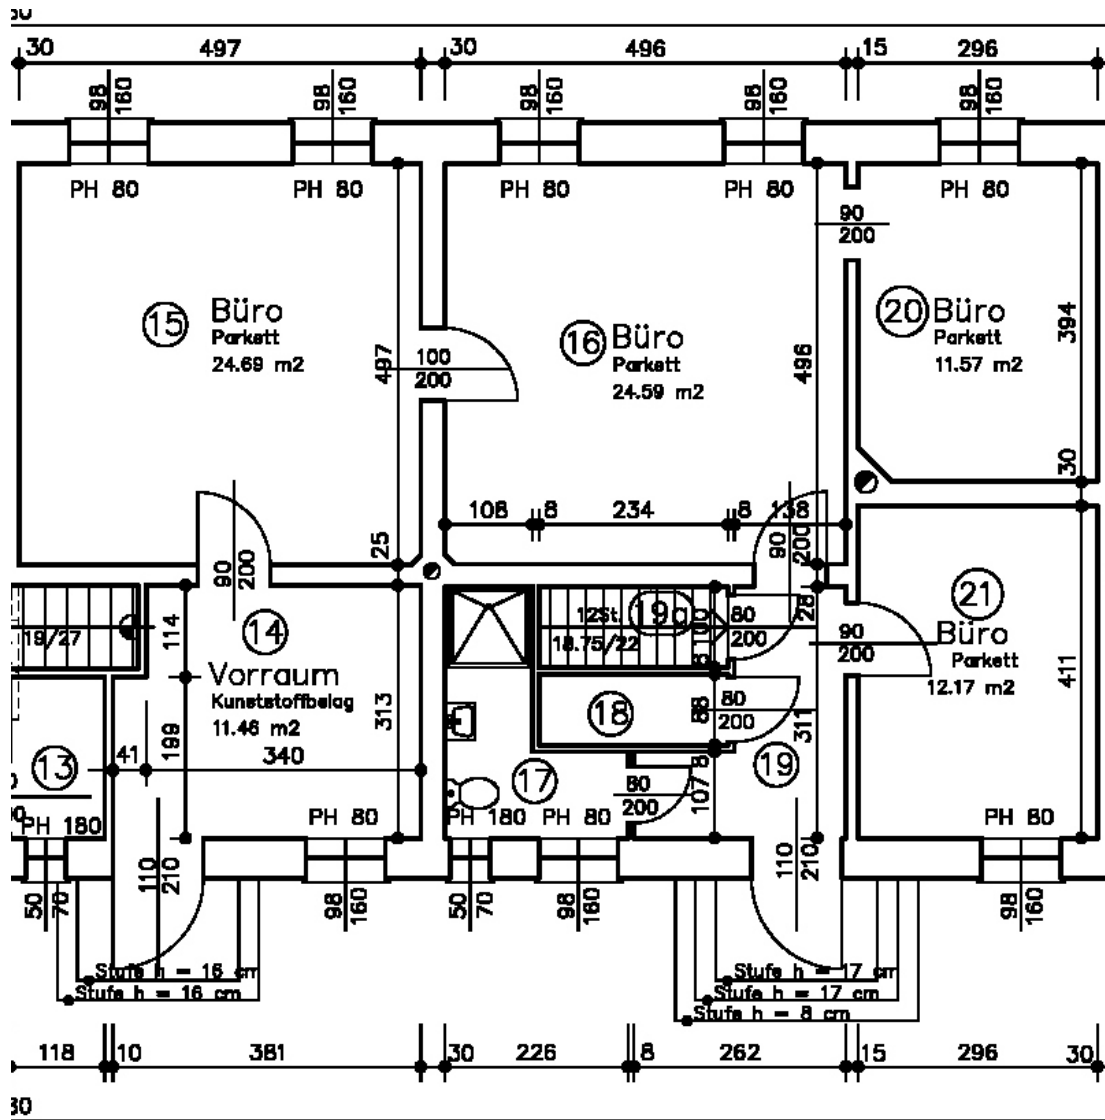 30 497 30 496 15 296
98 160 98 160 98 160 98 160 98 160
PH 80 PH 80 PH 80 PH 80 PH 80
90
200
15 Büro
Parkett
24.69 m2
16 Büro
Parkett
24.59 m2
20 Büro
Parkett
11.57 m2
497
100
200
496
394
30
108 8 234 8 138
25
90
200
90
200
28
19/27
114
14
Vorraum
Kunststoffbelag
11.46 m2
12St.
18.75/22
19a
8 100
80
200
90
200
21
Büro
Parkett
12.17 m2
411
313
199
41 340
13
18
88
80
200
311
19
17
8
107
80
200
PH 180 PH 80 PH 180 PH 80 PH 80
110
210
110
210
50
70
98
160
50
70
98
160
98
160
Stufe h = 16 cm
Stufe h = 16 cm
Stufe h = 17 cm
Stufe h = 17 cm
Stufe h = 8 cm
118 10 381 30 226 8 262 15 296 30